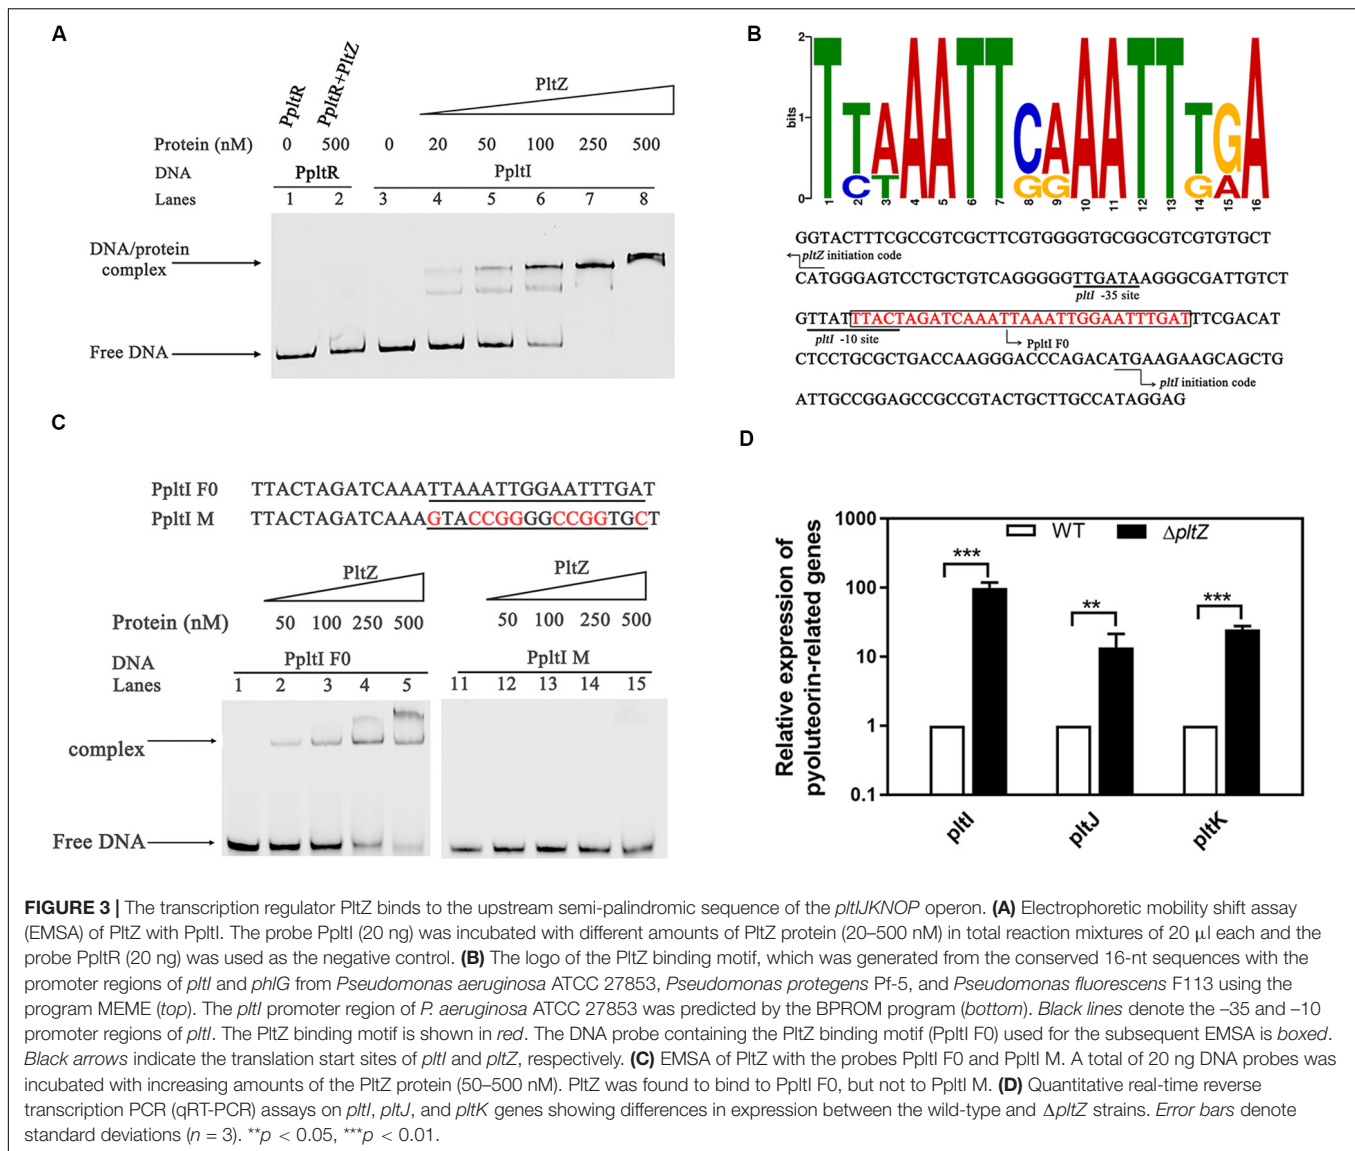 A
PpltR
PpltR+PltZ
PltZ
Protein (nM) 0 500 0 20 50 100 250 500
DNA PpltR PpltI
Lanes 1 2 3 4 5 6 7 8
DNA/protein
complex
Free DNA
B
bits
2
1
0
TTAAATTCAAATTTGA
CT GG GA
1 2 3 4 5 6 7 8 9 10 11 12 13 14 15 16
GGTACTTTCGCCGTCGCTTCGTGGGGTGCGGCGTCGTGTGCT
pltZ initiation code
CATGGGAGTCCTGCTGTCAGGGGGTTGATAAGGGCGATTGTCT
pltI -35 site
GTTATTTACTAGATCAAATTAAATTGGAATTTGATTTCGACAT
pltI -10 site
PpltI F0
CTCCTGCGCTGACCAAGGGACCCAGACATGAAGAAGCAGCTG
pltI initiation code
ATTGCCGGAGCCGCCGTACTGCTTGCCATAGGAG
C
PpltI F0 TTACTAGATCAAATTAAATTGGAATTTGAT
PpltI M TTACTAGATCAAAGTACCGGGGCCGGTGCT
PltZ
Protein (nM) 50 100 250 500
DNA PpltI F0
Lanes 1 2 3 4 5
PltZ
50 100 250 500
PpltI M
11 12 13 14 15
complex
Free DNA
D
Relative expression of
pyoluteorin-related genes
1000
100
10
1
0.1
WT ΔpltZ
***
**
***
pltI
pltJ
pltK
FIGURE 3 | The transcription regulator PltZ binds to the upstream semi-palindromic sequence of the pltIJKNOP operon. (A) Electrophoretic mobility shift assay
(EMSA) of PltZ with PpltI. The probe PpltI (20 ng) was incubated with different amounts of PltZ protein (20–500 nM) in total reaction mixtures of 20 μl each and the
probe PpltR (20 ng) was used as the negative control. (B) The logo of the PltZ binding motif, which was generated from the conserved 16-nt sequences with the
promoter regions of pltI and phlG from Pseudomonas aeruginosa ATCC 27853, Pseudomonas protegens Pf-5, and Pseudomonas fluorescens F113 using the
program MEME (top). The pltI promoter region of P. aeruginosa ATCC 27853 was predicted by the BPROM program (bottom). Black lines denote the –35 and –10
promoter regions of pltI. The PltZ binding motif is shown in red. The DNA probe containing the PltZ binding motif (PpltI F0) used for the subsequent EMSA is boxed.
Black arrows indicate the translation start sites of pltI and pltZ, respectively. (C) EMSA of PltZ with the probes PpltI F0 and PpltI M. A total of 20 ng DNA probes was
incubated with increasing amounts of the PltZ protein (50–500 nM). PltZ was found to bind to PpltI F0, but not to PpltI M. (D) Quantitative real-time reverse
transcription PCR (qRT-PCR) assays on pltI, pltJ, and pltK genes showing differences in expression between the wild-type and ΔpltZ strains. Error bars denote
standard deviations (n = 3). **p < 0.05, ***p < 0.01.